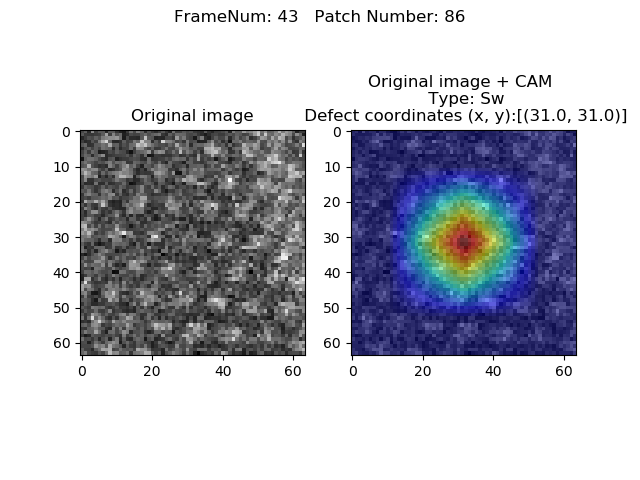 FrameNum: 43   Patch Number: 86
Original image
Original image + CAM
Type: Sw
Defect coordinates (x, y):[(31.0, 31.0)]
0
10
20
30
40
50
60
0 20 40 60
0
10
20
30
40
50
60
0 20 40 60